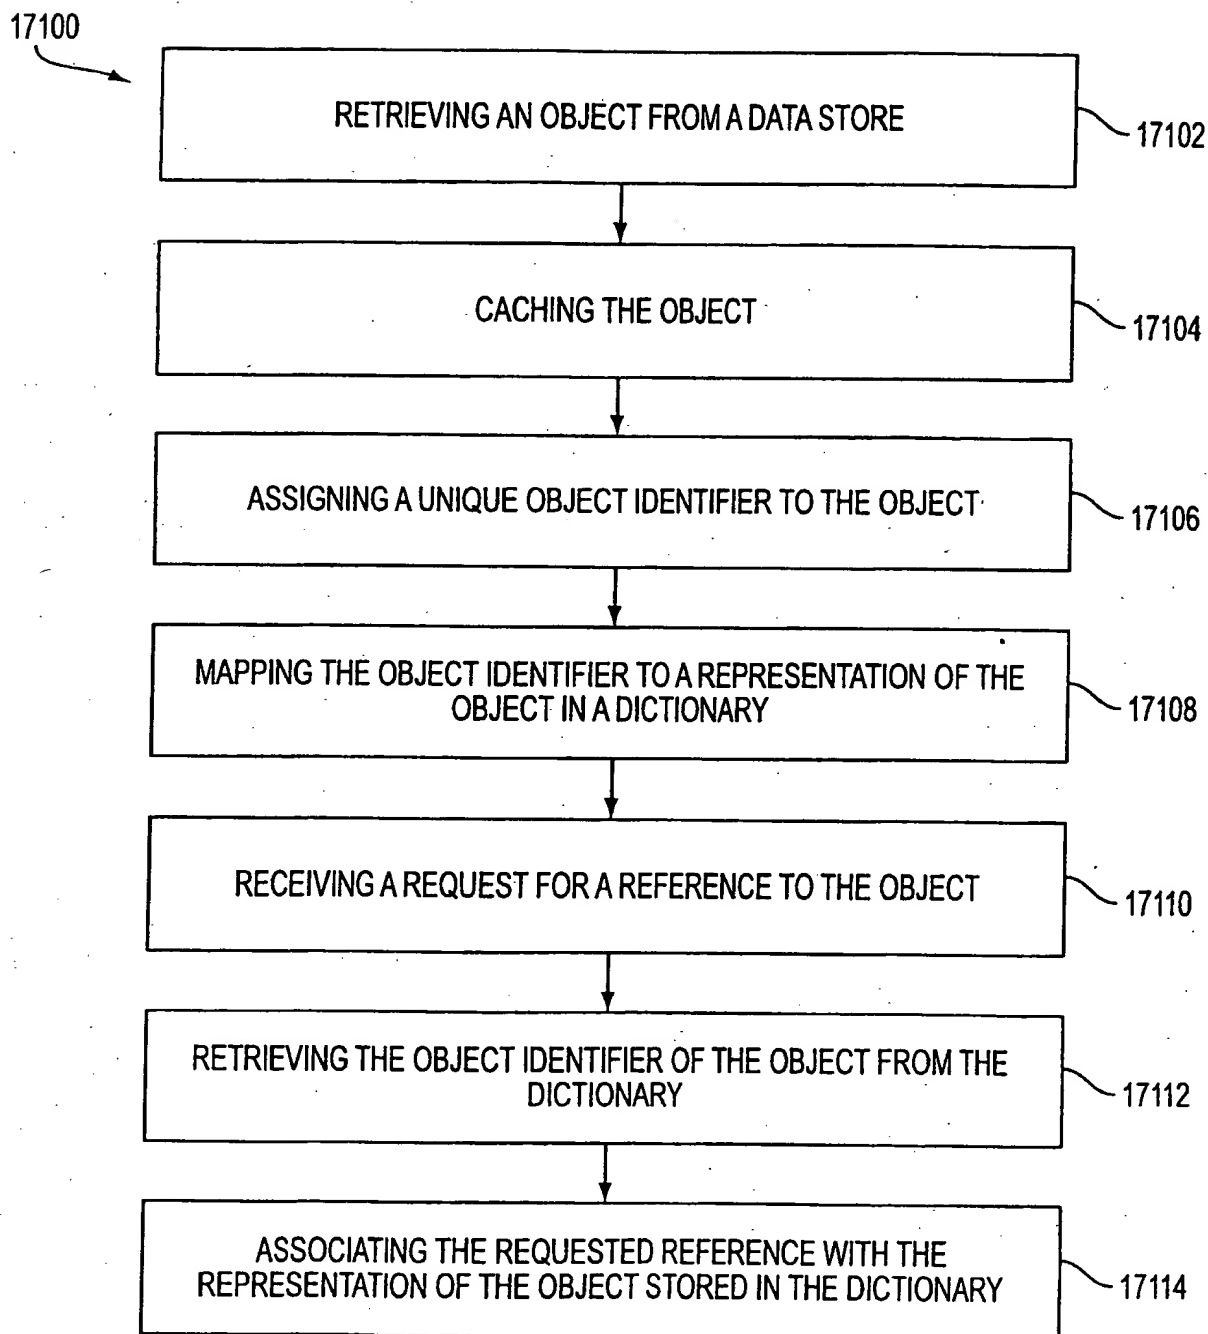 17100
RETRIEVING AN OBJECT FROM A DATA STORE
17102
CACHING THE OBJECT
17104
ASSIGNING A UNIQUE OBJECT IDENTIFIER TO THE OBJECT
17106
MAPPING THE OBJECT IDENTIFIER TO A REPRESENTATION OF THE
OBJECT IN A DICTIONARY
17108
RECEIVING A REQUEST FOR A REFERENCE TO THE OBJECT
17110
RETRIEVING THE OBJECT IDENTIFIER OF THE OBJECT FROM THE
DICTIONARY
17112
ASSOCIATING THE REQUESTED REFERENCE WITH THE
REPRESENTATION OF THE OBJECT STORED IN THE DICTIONARY
17114